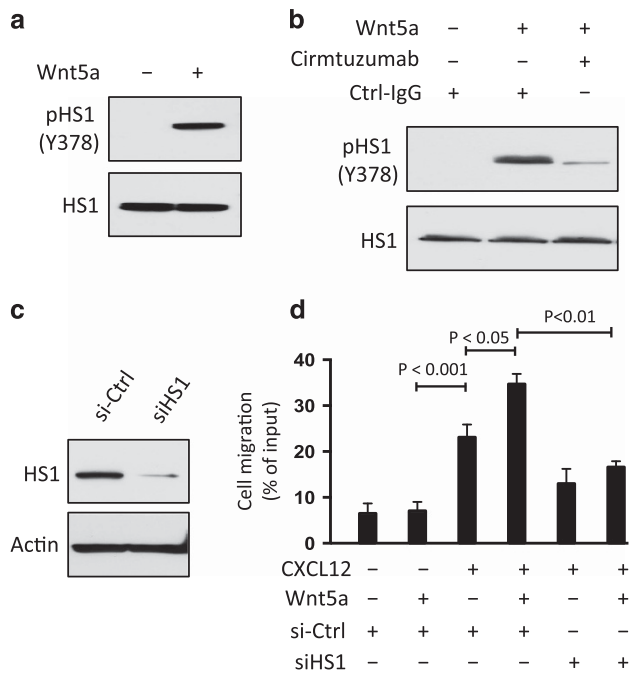 a
Wnt5a – +
pHS1
(Y378)
HS1
b
Wnt5a – + +
Cirmtuzumab – – +
Ctrl-IgG + + –
pHS1
(Y378)
HS1
c
si-Ctrl siHS1
HS1
Actin
d
P<0.01
P < 0.05
P < 0.001
Cell migration
(% of input)
40
30
20
10
0
CXCL12 – – + + + +
Wnt5a – + – + – +
si-Ctrl + + + + – –
siHS1 – – – – + +